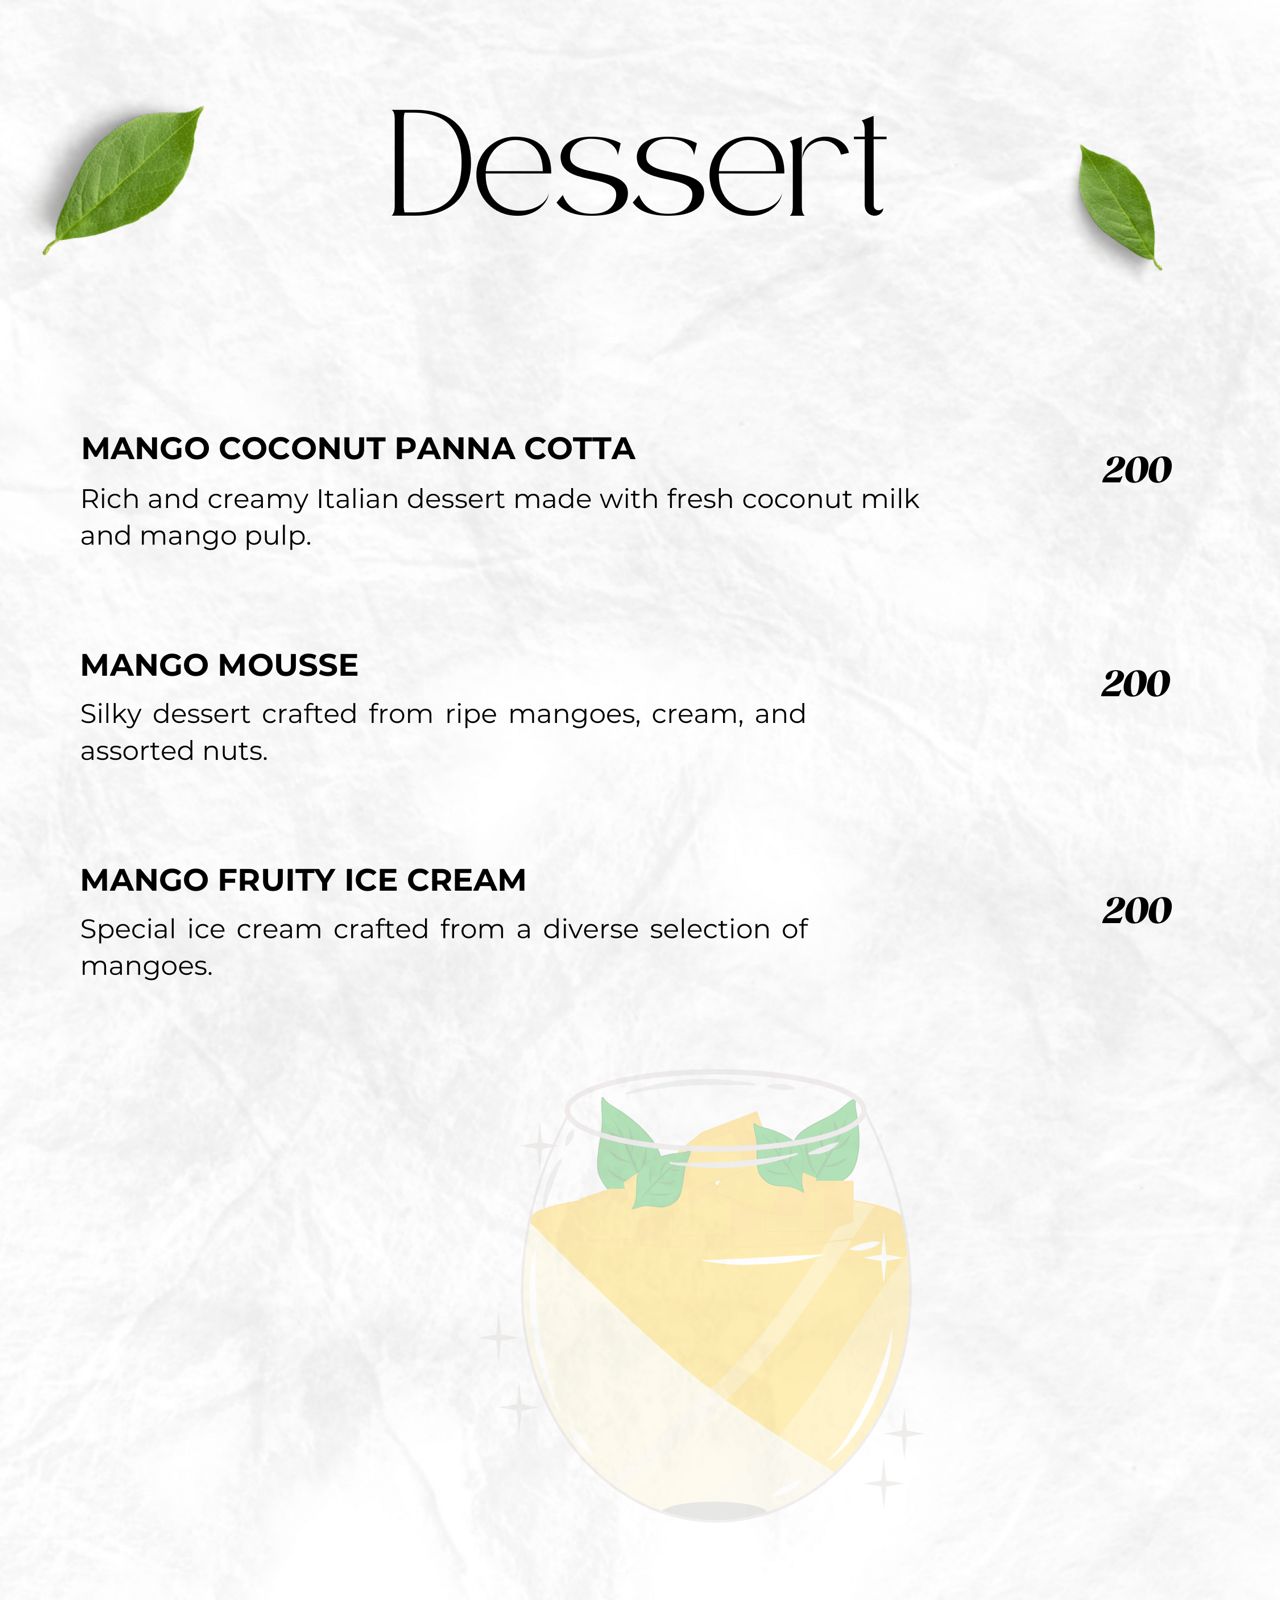 Dessert
MANGO COCONUT PANNA COTTA
200
Rich and creamy Italian dessert made with fresh coconut milk
and mango pulp.
MANGO MOUSSE
200
Silky dessert crafted from ripe mangoes, cream, and
assorted nuts.
MANGO FRUITY ICE CREAM
200
Special ice cream crafted from a diverse selection of
mangoes.